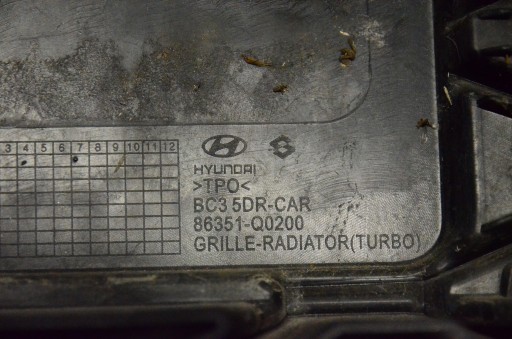 3 4 5 6 7 8 9 10 11 12
HYUNDAI
>TPO<
BC3 5DR-CAR
86351-Q0200
GRILLE-RADIATOR(TURBO)